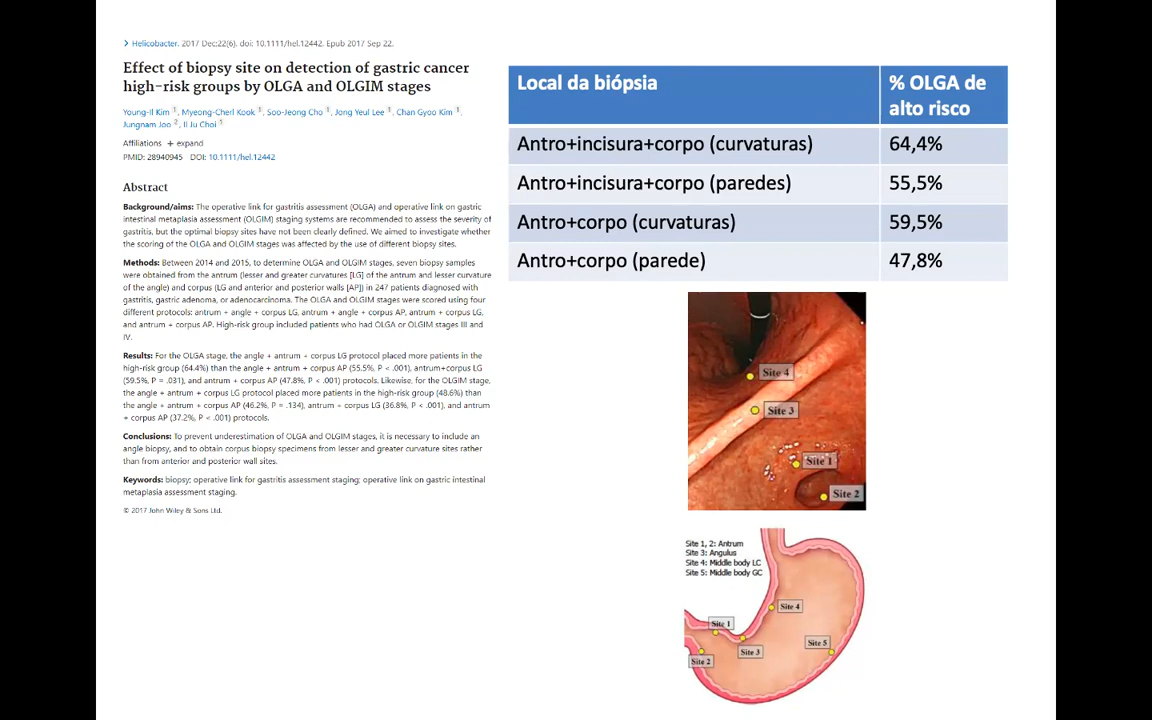 Helicobacter. 2017 Dec;22(6). doi: 10.1111/hel.12442. Epub 2017 Sep 22.
Effect of biopsy site on detection of gastric cancer
high-risk groups by OLGA and OLGIM stages
Young-Il Kim 1, Myeong-Cherl Kook 1, Soo-Jeong Cho 1, Jong Yeul Lee 1, Chan Gyoo Kim 1,
Jungnam Joo 2, Il Ju Choi 1
Affiliations + expand
PMID: 28940945 DOI: 10.1111/hel.12442
Abstract
Background/aims: The operative link for gastritis assessment (OLGA) and operative link on gastric
intestinal metaplasia assessment (OLGIM) staging systems are recommended to assess the severity of
gastritis, but the optimal biopsy sites have not been clearly defined. We aimed to investigate whether
the scoring of the OLGA and OLGIM stages was affected by the use of different biopsy sites.
Methods: Between 2014 and 2015, to determine OLGA and OLGIM stages, seven biopsy samples
were obtained from the antrum (lesser and greater curvatures [LG] of the antrum and lesser curvature
of the angle) and corpus (LG and anterior and posterior walls [AP]) in 247 patients diagnosed with
gastritis, gastric adenoma, or adenocarcinoma. The OLGA and OLGIM stages were scored using four
different protocols: antrum + angle + corpus LG, antrum + angle + corpus AP, antrum + corpus LG,
and antrum + corpus AP. High-risk group included patients who had OLGA or OLGIM stages III and
IV.
Results: For the OLGA stage, the angle + antrum + corpus LG protocol placed more patients in the
high-risk group (64.4%) than the angle + antrum + corpus AP (55.5%, P < .001), antrum+corpus LG
(59.5%, P = .031), and antrum + corpus AP (47.8%, P < .001) protocols. Likewise, for the OLGIM stage,
the angle + antrum + corpus LG protocol placed more patients in the high-risk group (48.6%) than
the angle + antrum + corpus AP (46.2%, P = .134), antrum + corpus LG (36.8%, P < .001), and antrum
+ corpus AP (37.2%, P < .001) protocols.
Conclusions: To prevent underestimation of OLGA and OLGIM stages, it is necessary to include an
angle biopsy, and to obtain corpus biopsy specimens from lesser and greater curvature sites rather
than from anterior and posterior wall sites.
Keywords: biopsy; operative link for gastritis assessment staging; operative link on gastric intestinal
metaplasia assessment staging.
© 2017 John Wiley & Sons Ltd.
Local da biópsia
% OLGA de
alto risco
Antro+incisura+corpo (curvaturas) 64,4%
Antro+incisura+corpo (paredes) 55,5%
Antro+corpo (curvaturas) 59,5%
Antro+corpo (parede) 47,8%
Site 4
Site 3
Site 1
Site 2
Site 1, 2: Antrum
Site 3: Angulus
Site 4: Middle body LC
Site 5: Middle body GC
Site 4
Site 1
Site 5
Site 3
Site 2